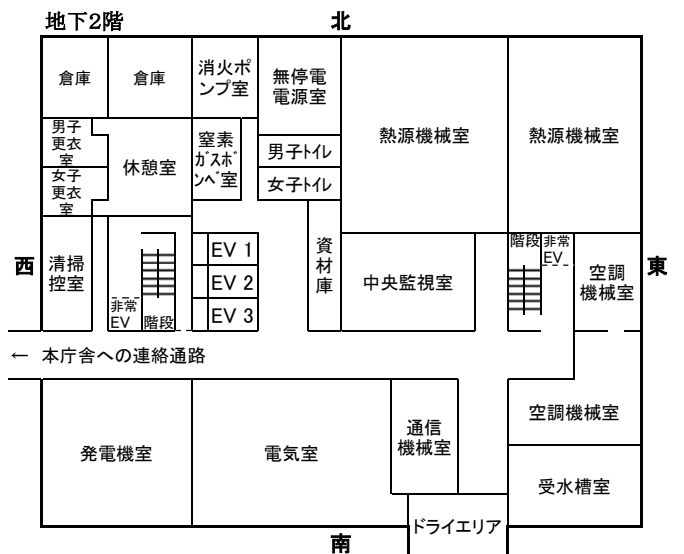 地下2階
北
倉庫
倉庫
消火ポ
ンプ室
無停電
電源室
熱源機械室
熱源機械室
男子
更衣
室
休憩室
窒素
ガスボ
ンベ室
男子トイレ
女子
更衣
室
女子トイレ
西
清掃
控室
非常
EV
階段
EV 1
EV 2
EV 3
資
材
庫
中央監視室
階段
非常
EV
空調
機械室
東
← 本庁舎への連絡通路
発電機室
電気室
通信
機械室
空調機械室
受水槽室
ドライエリア
南